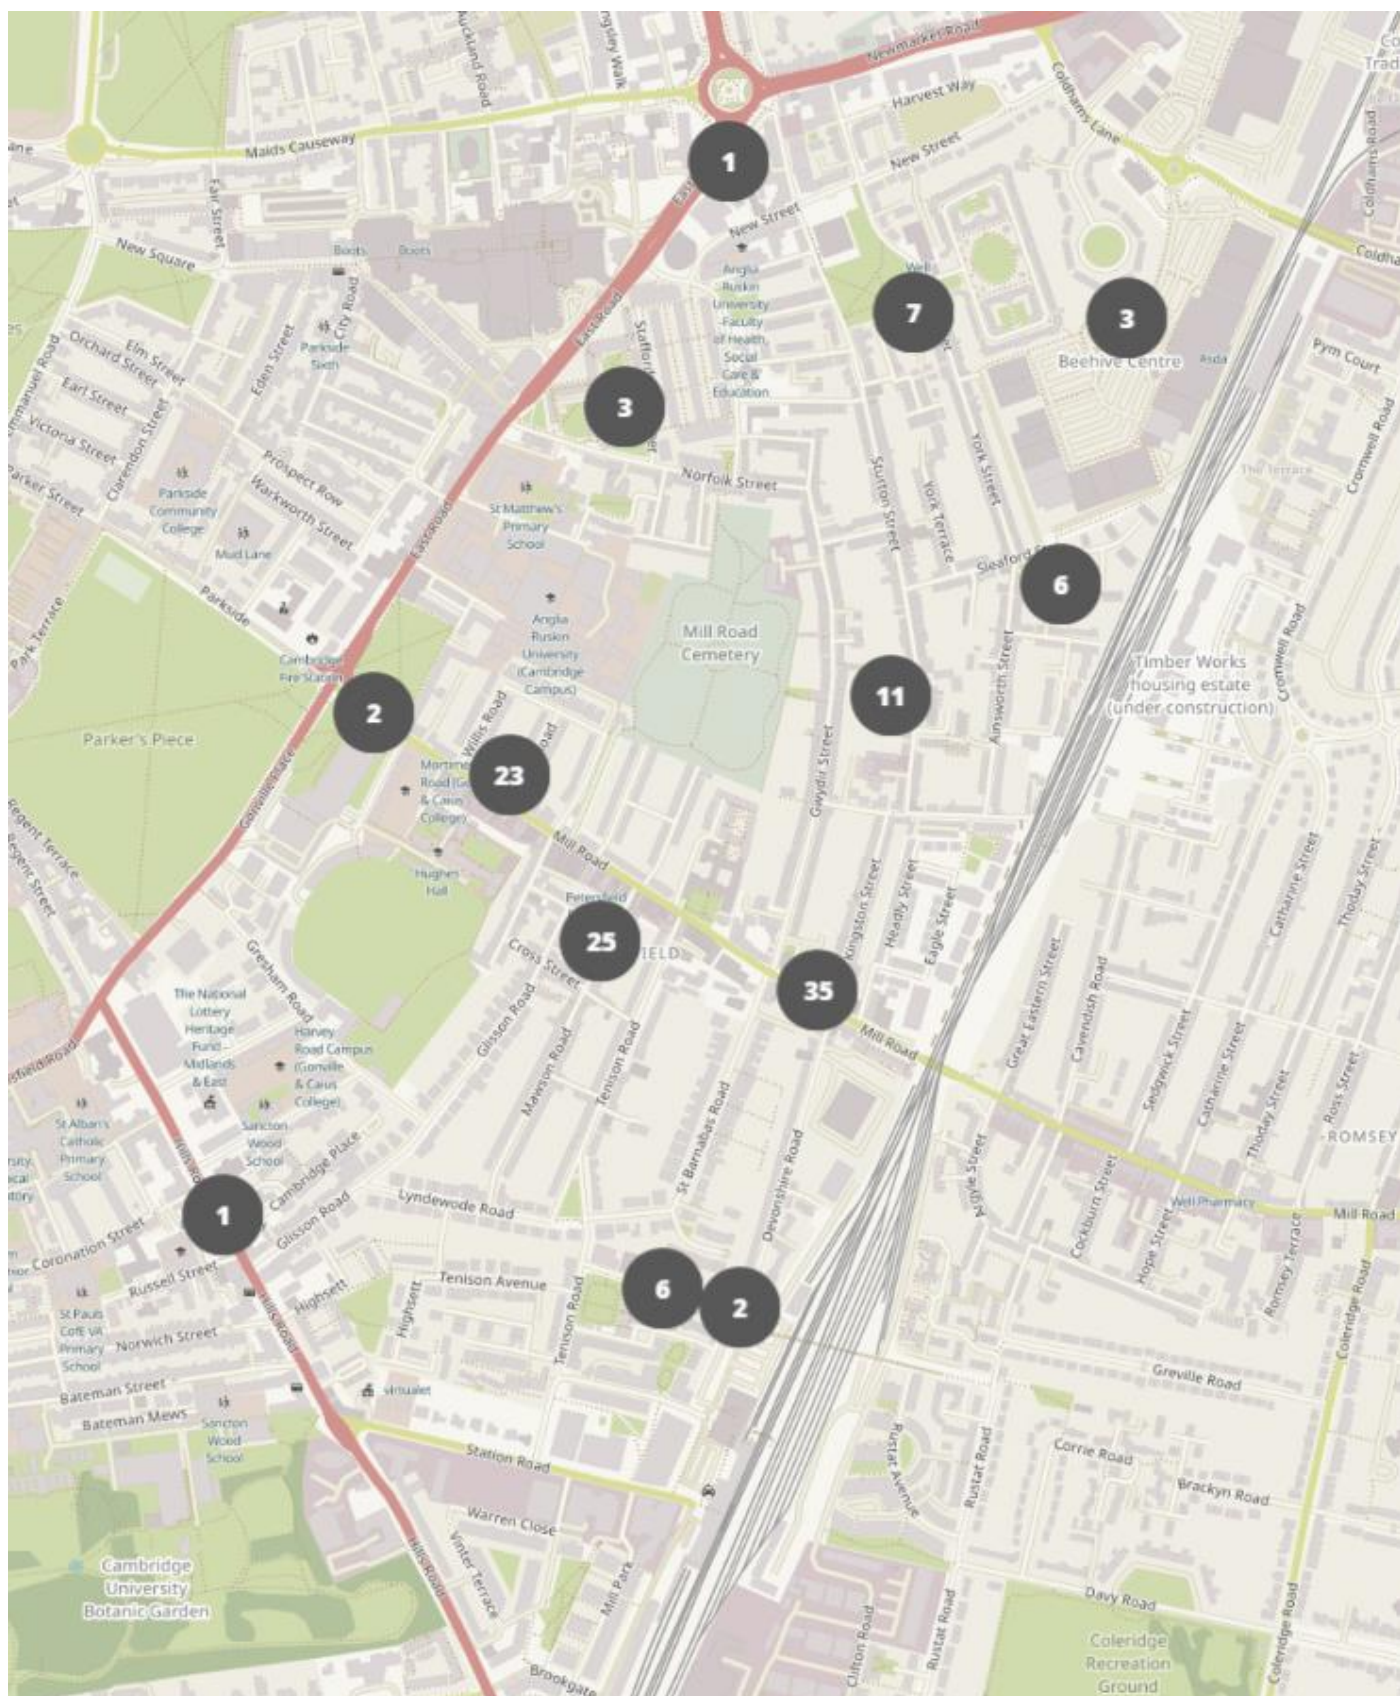 Auckland Road
Newmarket Road
Harvest Way
Coldhams Lane
Coldhams Road
Maids Causeway
1
New Street
New Street
Fair Street
New Square
Boots
Boots
City Road
East Road
Anglia
Ruskin
University
-Faculty
of Health,
Social
Care &
Education
Well
7
3
Beehive Centre
Asda
Pym Court
Elm Street
Orchard Street
Earl Street
Victoria Street
Clarendon Street
Eden Street
Parkside
Sixth
3
Prospect Row
Warkworth Street
Parkside
Community
College
Mud Lane
St Matthew's
Primary
School
Norfolk Street
Sturton Street
York Terrace
York Street
The Terrace
Cromwell Road
East Road
6
Park Terrace
Parkside
Cambridge
Fire Station
Anglia
Ruskin
University
(Cambridge
Campus)
Mill Road
Cemetery
11
Ainsworth Street
Timber Works
housing estate
(under construction)
Cromwell Road
Parker's Piece
2
Willis Road
23
& Caius
College)
Gonville Place
Gwydir Street
Regent Terrace
Regent Street
Hughes
Hall
Mill Road
Petersfield
25
Cross Street
Kingston Street
Headly Street
Eagle Street
Catharine Street
Thoday Street
35
Mill Road
Gresham Road
Glisson Road
Mawson Road
Tenison Road
Great Eastern Street
Cavendish Road
Sedgwick Street
Catharine Street
Thoday Street
Ross Street
The National
Lottery
Heritage
Fund –
Midlands
& East
Harvey
Road Campus
(Gonville
& Caius
College)
St Alban's
Catholic
Primary
School
Sancton
Wood
School
Cambridge Place
St Barnabas Road
Devonshire Road
Argyle Street
Cockburn Street
Hope Street
ROMSEY
Well Pharmacy
Mill Road
Romsey Terrace
Coleridge Road
1
Coronation Street
Russell Street
Glisson Road
Lyndewode Road
Highsett
Highsett
Tenison Avenue
Tenison Road
6
2
Hills Road
St Pauls
CofE VA
Primary
School
Norwich Street
Bateman Street
Bateman Mews
Sancton
Wood
School
virtualet
Station Road
Greville Road
Rustat Avenue
Rustat Road
Corrie Road
Brackyn Road
Warren Close
Vinter Terrace
Hills Road
Mill Park
Cambridge
University
Botanic Garden
Brookgate
Clifton Road
Rustat Road
Davy Road
Coleridge
Recreation
Ground
Coleridge Road